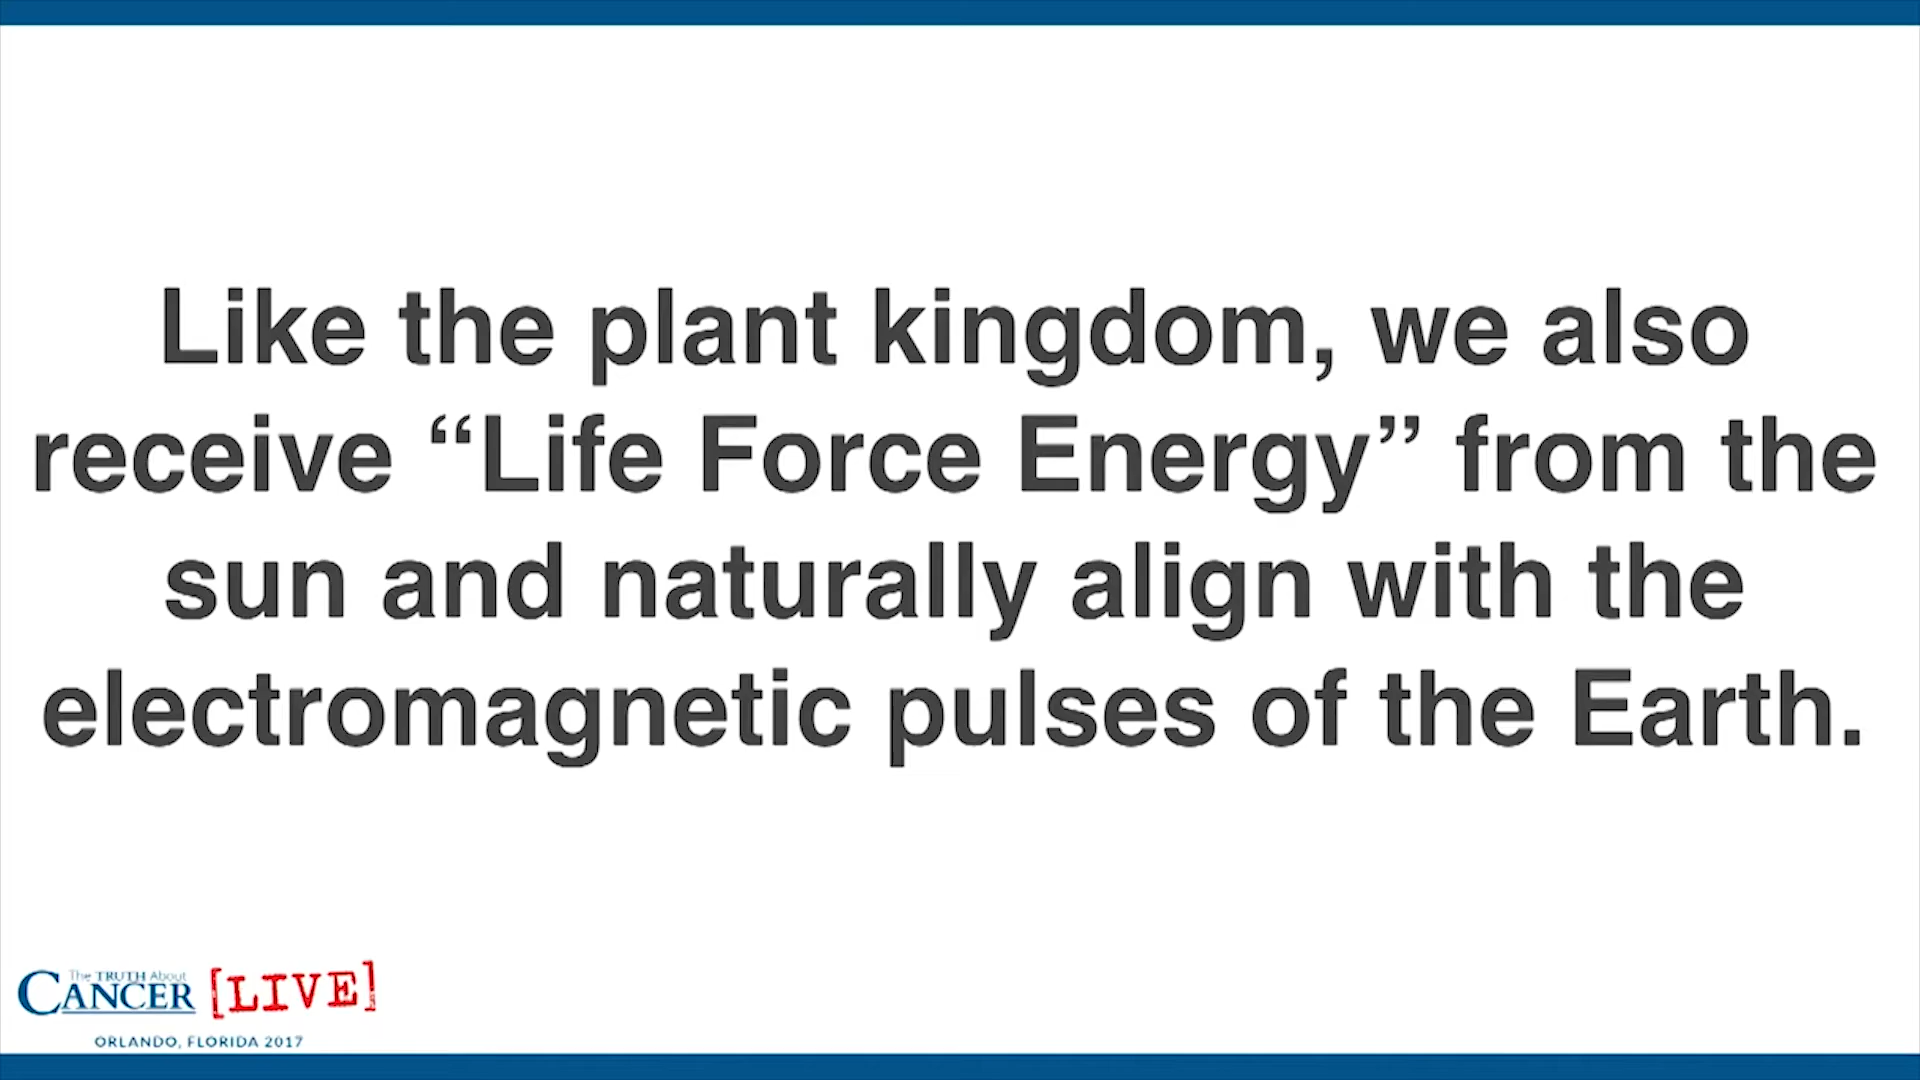 Like the plant kingdom, we also
receive “Life Force Energy” from the
sun and naturally align with the
electromagnetic pulses of the Earth.
The TRUTH About
CANCER [LIVE]
ORLANDO, FLORIDA 2017